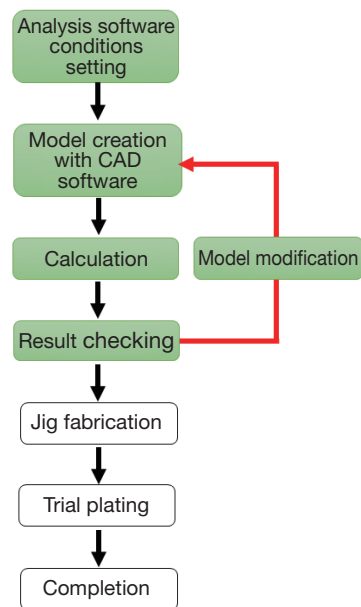 Analysis software
conditions
setting
Model creation
with CAD
software
Calculation
Model modification
Result checking
Jig fabrication
Trial plating
Completion